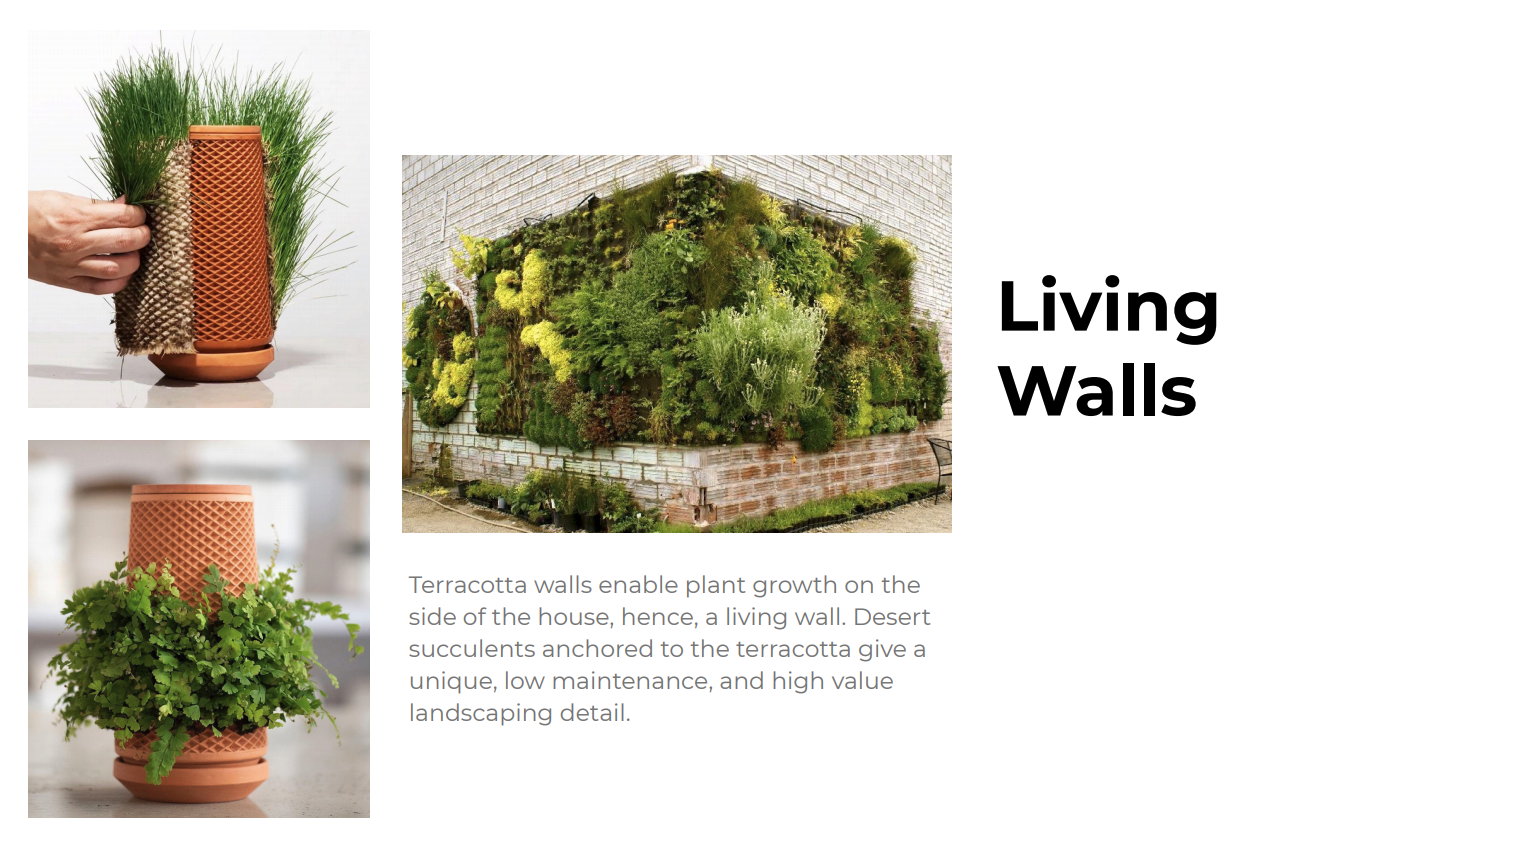 Living
Walls
Terracotta walls enable plant growth on the
side of the house, hence, a living wall. Desert
succulents anchored to the terracotta give a
unique, low maintenance, and high value
landscaping detail.